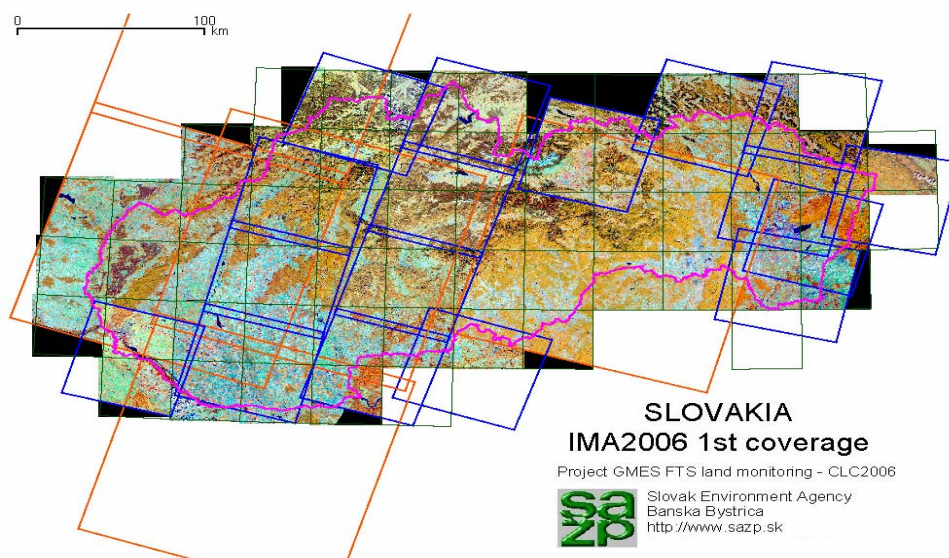 0 100
km
SLOVAKIA
IMA2006 1st coverage
Project GMES FTS land monitoring - CLC2006
sazp
Slovak Environment Agency
Banska Bystrica
http://www.sazp.sk